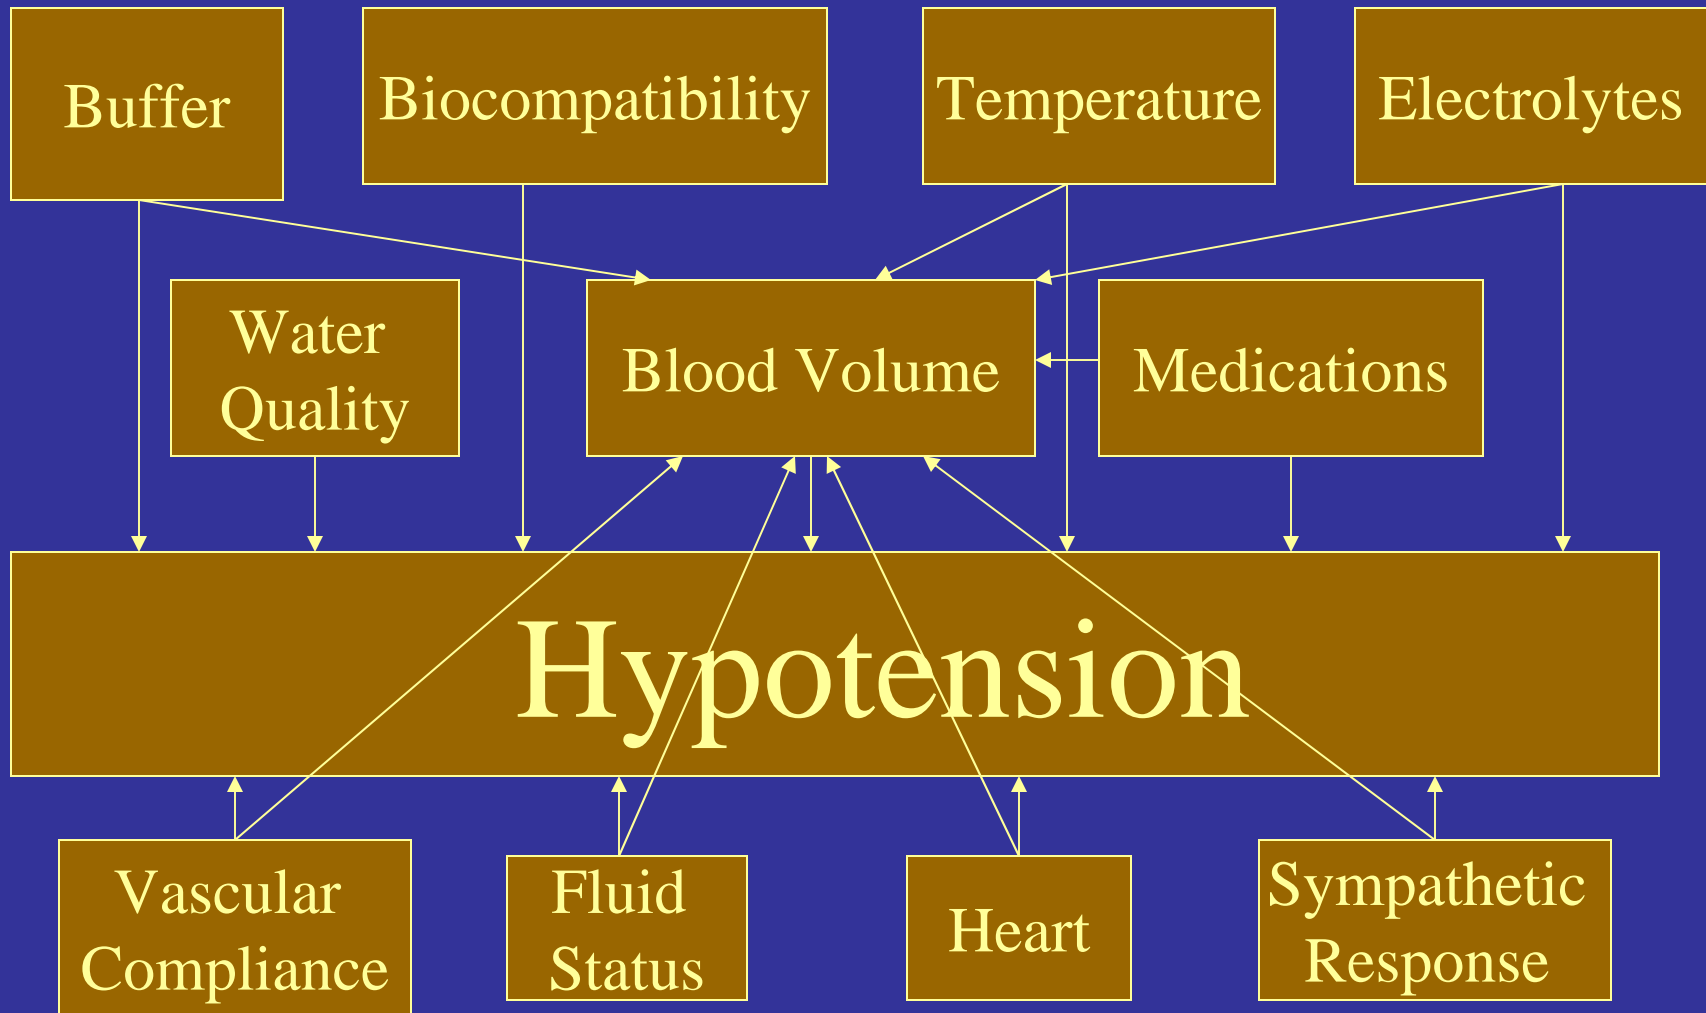 Buffer
Biocompatibility
Temperature
Electrolytes
Water
Quality
Blood Volume
Medications
Hypotension
Vascular
Compliance
Fluid
Status
Heart
Sympathetic
Response